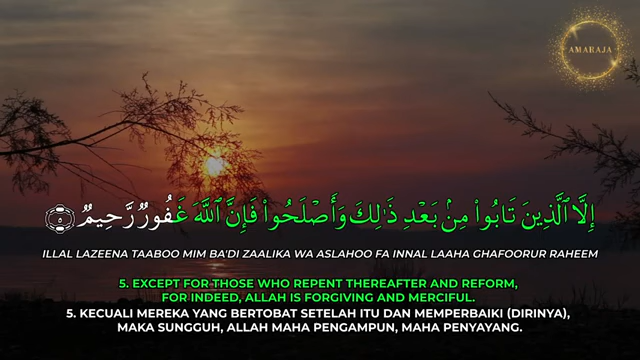 AMARAJA
إِلَّا ٱلَّذِينَ تَابُوا۟ مِنۢ بَعْدِ ذَٰلِكَ وَأَصْلَحُوا۟ فَإِنَّ ٱللَّهَ غَفُورٌ رَّحِيمٌ ٥
ILLAL LAZEENA TAABOO MIM BA'DI ZAALIKA WA ASLAHOO FA INNAL LAAHA GHAFOORUR RAHEEM
5. EXCEPT FOR THOSE WHO REPENT THEREAFTER AND REFORM,
FOR INDEED, ALLAH IS FORGIVING AND MERCIFUL.
5. KECUALI MEREKA YANG BERTOBAT SETELAH ITU DAN MEMPERBAIKI (DIRINYA),
MAKA SUNGGUH, ALLAH MAHA PENGAMPUN, MAHA PENYAYANG.